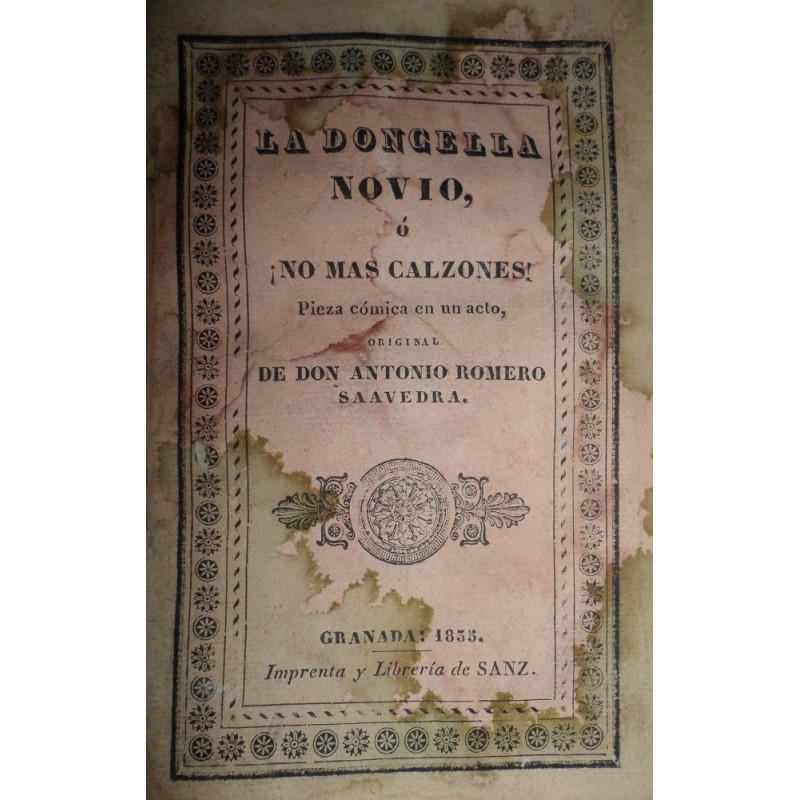 LA DONCELLA
NOVIO,
ó
¡NO MAS CALZONES!
Pieza cómica en un acto,
ORIGINAL
DE DON ANTONIO ROMERO
SAAVEDRA.
GRANADA: 1835.
Imprenta y Librería de SANZ.